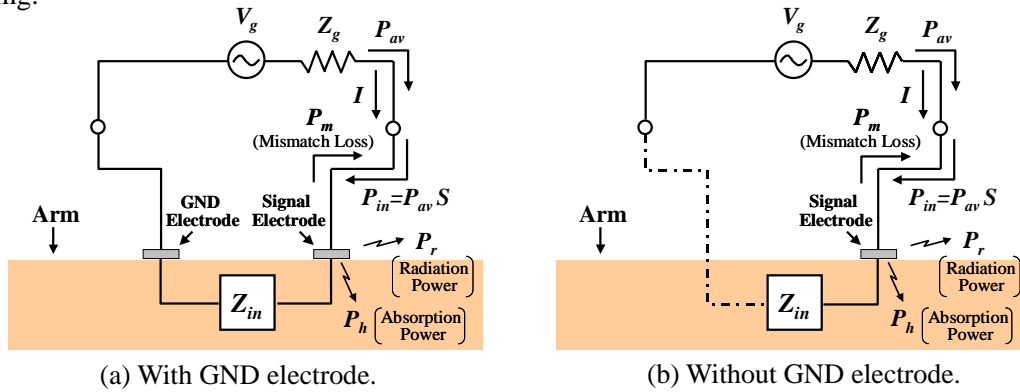 ing.
V_g
Z_g
P_av
I
P_m
(Mismatch Loss)
P_in=P_av S
GND
Electrode
Signal
Electrode
Arm
P_r
Radiation
Power
Z_in
P_h
Absorption
Power
(a) With GND electrode.
V_g
Z_g
P_av
I
P_m
(Mismatch Loss)
P_in=P_av S
Signal
Electrode
Arm
P_r
Radiation
Power
Z_in
P_h
Absorption
Power
(b) Without GND electrode.